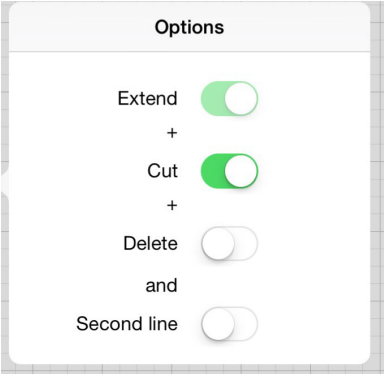 Options
Extend
+
Cut
+
Delete
and
Second line